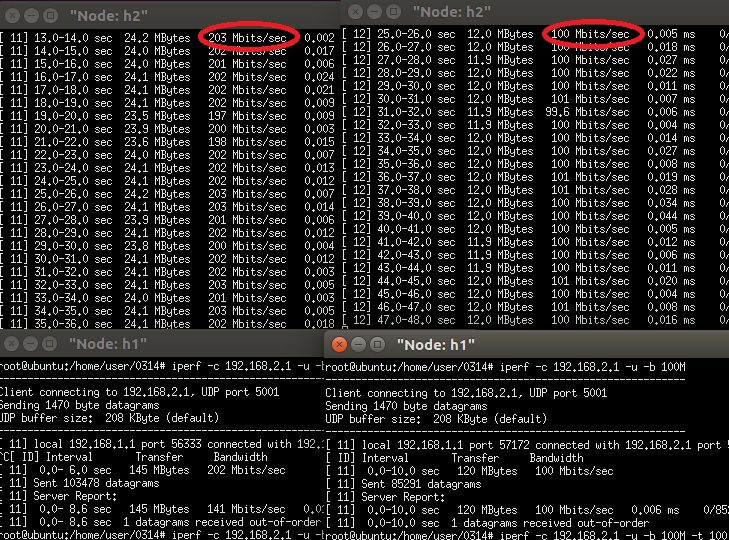 "Node: h2"
[ 11] 13.0-14.0 sec 24.2 MBytes 203 Mbits/sec 0.002
[ 11] 14.0-15.0 sec 24.0 MBytes 202 Mbits/sec 0.017
[ 11] 15.0-16.0 sec 24.0 MBytes 201 Mbits/sec 0.006
[ 11] 16.0-17.0 sec 24.1 MBytes 202 Mbits/sec 0.024
[ 11] 17.0-18.0 sec 24.1 MBytes 202 Mbits/sec 0.021
[ 11] 18.0-19.0 sec 24.1 MBytes 202 Mbits/sec 0.009
[ 11] 19.0-20.0 sec 23.5 MBytes 197 Mbits/sec 0.009
[ 11] 20.0-21.0 sec 23.9 MBytes 200 Mbits/sec 0.003
[ 11] 21.0-22.0 sec 23.6 MBytes 198 Mbits/sec 0.015
[ 11] 22.0-23.0 sec 24.0 MBytes 202 Mbits/sec 0.007
[ 11] 23.0-24.0 sec 24.1 MBytes 202 Mbits/sec 0.013
[ 11] 24.0-25.0 sec 24.1 MBytes 202 Mbits/sec 0.012
[ 11] 25.0-26.0 sec 24.2 MBytes 203 Mbits/sec 0.007
[ 11] 26.0-27.0 sec 24.1 MBytes 202 Mbits/sec 0.014
[ 11] 27.0-28.0 sec 23.9 MBytes 201 Mbits/sec 0.006
[ 11] 28.0-29.0 sec 24.1 MBytes 202 Mbits/sec 0.012
[ 11] 29.0-30.0 sec 23.8 MBytes 200 Mbits/sec 0.004
[ 11] 30.0-31.0 sec 24.1 MBytes 202 Mbits/sec 0.012
[ 11] 31.0-32.0 sec 24.1 MBytes 202 Mbits/sec 0.003
[ 11] 32.0-33.0 sec 24.1 MBytes 202 Mbits/sec 0.005
[ 11] 33.0-34.0 sec 24.0 MBytes 201 Mbits/sec 0.003
[ 11] 34.0-35.0 sec 24.1 MBytes 203 Mbits/sec 0.005
[ 11] 35.0-36.0 sec 24.1 MBytes 202 Mbits/sec 0.018
"Node: h2"
[ 12] 25.0-26.0 sec 12.0 MBytes 100 Mbits/sec 0.005 ms 0/
[ 12] 26.0-27.0 sec 12.0 MBytes 100 Mbits/sec 0.018 ms 0/
[ 12] 27.0-28.0 sec 11.9 MBytes 100 Mbits/sec 0.027 ms 0/
[ 12] 28.0-29.0 sec 12.0 MBytes 100 Mbits/sec 0.022 ms 0/
[ 12] 29.0-30.0 sec 12.0 MBytes 100 Mbits/sec 0.011 ms 0/
[ 12] 30.0-31.0 sec 12.0 MBytes 101 Mbits/sec 0.007 ms 0/
[ 12] 31.0-32.0 sec 11.9 MBytes 99.6 Mbits/sec 0.006 ms 0/
[ 12] 32.0-33.0 sec 11.9 MBytes 100 Mbits/sec 0.004 ms 0/
[ 12] 33.0-34.0 sec 12.0 MBytes 100 Mbits/sec 0.014 ms 0/
[ 12] 34.0-35.0 sec 12.0 MBytes 100 Mbits/sec 0.027 ms 0/
[ 12] 35.0-36.0 sec 12.0 MBytes 100 Mbits/sec 0.008 ms 0/
[ 12] 36.0-37.0 sec 12.0 MBytes 101 Mbits/sec 0.019 ms 0/
[ 12] 37.0-38.0 sec 12.0 MBytes 101 Mbits/sec 0.028 ms 0/
[ 12] 38.0-39.0 sec 12.0 MBytes 100 Mbits/sec 0.034 ms 0/
[ 12] 39.0-40.0 sec 12.0 MBytes 100 Mbits/sec 0.044 ms 0/
[ 12] 40.0-41.0 sec 12.0 MBytes 100 Mbits/sec 0.005 ms 0/
[ 12] 41.0-42.0 sec 11.9 MBytes 100 Mbits/sec 0.012 ms 0/
[ 12] 42.0-43.0 sec 12.0 MBytes 101 Mbits/sec 0.006 ms 0/
[ 12] 43.0-44.0 sec 11.9 MBytes 100 Mbits/sec 0.011 ms 0/
[ 12] 44.0-45.0 sec 12.0 MBytes 101 Mbits/sec 0.020 ms 0/
[ 12] 45.0-46.0 sec 12.0 MBytes 100 Mbits/sec 0.004 ms 0/
[ 12] 46.0-47.0 sec 12.0 MBytes 101 Mbits/sec 0.008 ms 0/
[ 12] 47.0-48.0 sec 12.0 MBytes 100 Mbits/sec 0.016 ms 0/
"Node: h1"
root@ubuntu:/home/user/0314# iperf -c 192.168.2.1 -u -
------------------------------------------------------------
Client connecting to 192.168.2.1, UDP port 5001
Sending 1470 byte datagrams
UDP buffer size: 208 KByte (default)
------------------------------------------------------------
[ 11] local 192.168.1.1 port 56333 connected with 192.
^C[ ID] Interval Transfer Bandwidth
[ 11] 0.0- 6.0 sec 145 MBytes 202 Mbits/sec
[ 11] Sent 103478 datagrams
[ 11] Server Report:
[ 11] 0.0- 8.6 sec 145 MBytes 141 Mbits/sec 0.0
[ 11] 0.0- 8.6 sec 1 datagrams received out-of-order
root@ubuntu:/home/user/0314# iperf -c 192.168.2.1 -u -
"Node: h1"
root@ubuntu:/home/user/0314# iperf -c 192.168.2.1 -u -b 100M
------------------------------------------------------------
Client connecting to 192.168.2.1, UDP port 5001
Sending 1470 byte datagrams
UDP buffer size: 208 KByte (default)
------------------------------------------------------------
[ 11] local 192.168.1.1 port 57172 connected with 192.168.2.1 port 5
[ ID] Interval Transfer Bandwidth
[ 11] 0.0-10.0 sec 120 MBytes 100 Mbits/sec
[ 11] Sent 85291 datagrams
[ 11] Server Report:
[ 11] 0.0-10.0 sec 120 MBytes 100 Mbits/sec 0.006 ms 0/852
[ 11] 0.0-10.0 sec 1 datagrams received out-of-order
root@ubuntu:/home/user/0314# iperf -c 192.168.2.1 -u -b 100M -t 100